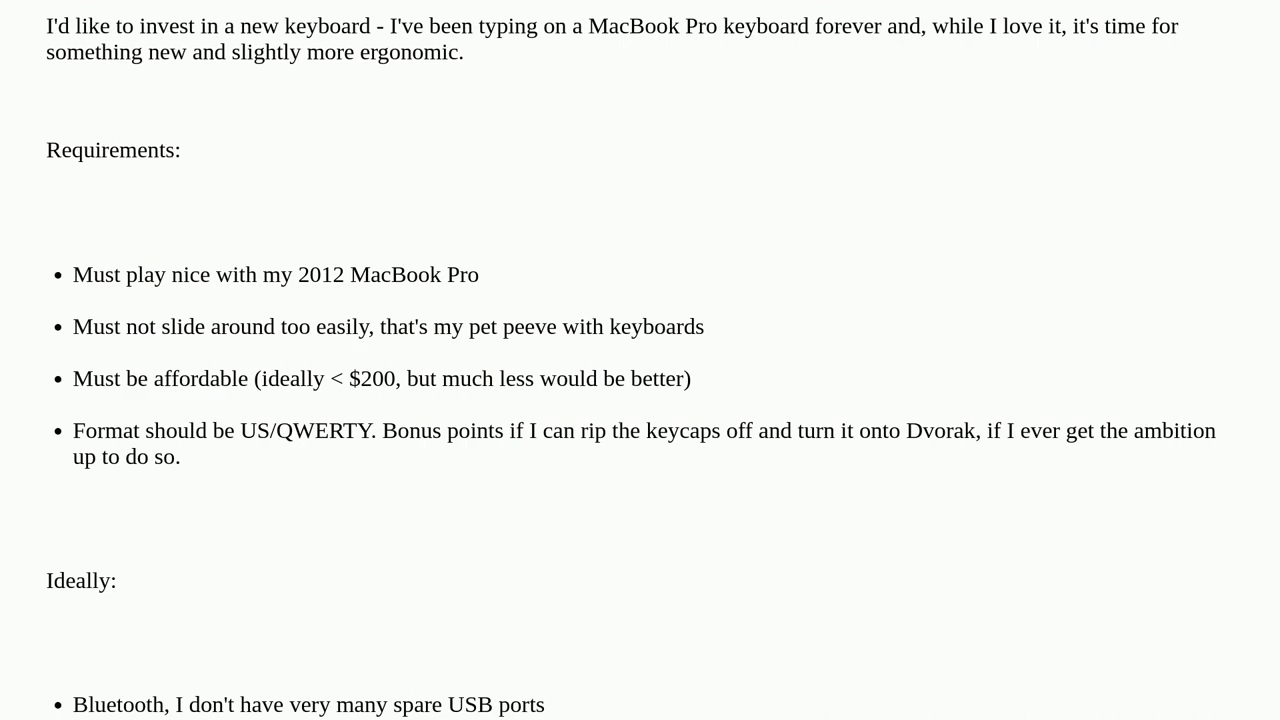 I'd like to invest in a new keyboard - I've been typing on a MacBook Pro keyboard forever and, while I love it, it's time for
something new and slightly more ergonomic.
Requirements:
• Must play nice with my 2012 MacBook Pro
• Must not slide around too easily, that's my pet peeve with keyboards
• Must be affordable (ideally < $200, but much less would be better)
• Format should be US/QWERTY. Bonus points if I can rip the keycaps off and turn it onto Dvorak, if I ever get the ambition
up to do so.
Ideally:
• Bluetooth, I don't have very many spare USB ports